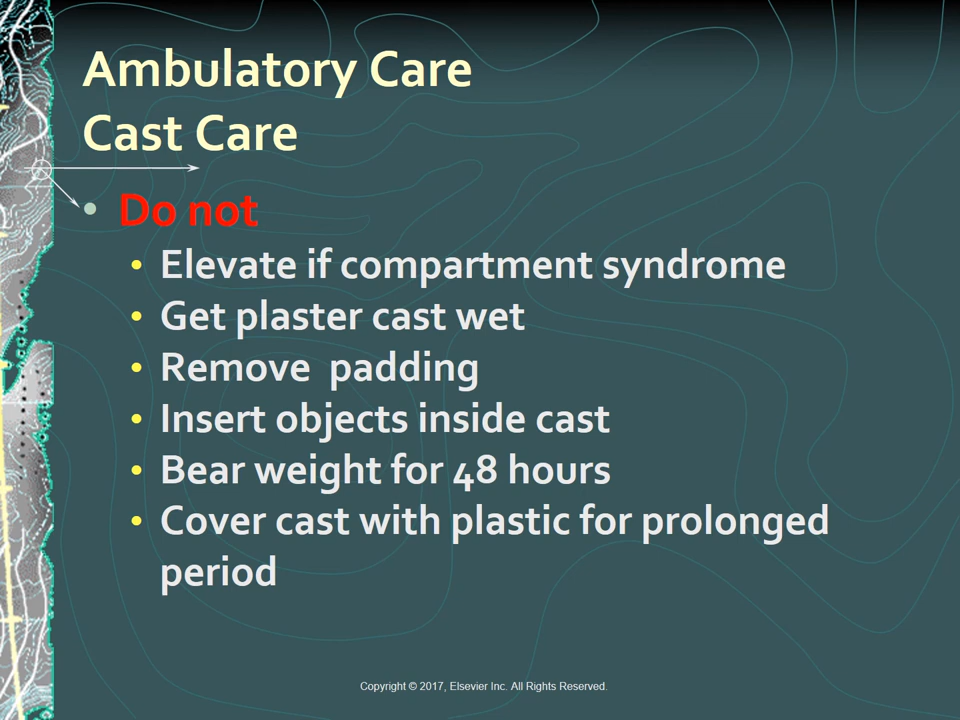 Ambulatory Care
Cast Care
• Do not
• Elevate if compartment syndrome
• Get plaster cast wet
• Remove  padding
• Insert objects inside cast
• Bear weight for 48 hours
• Cover cast with plastic for prolonged
period
Copyright © 2017, Elsevier Inc. All Rights Reserved.